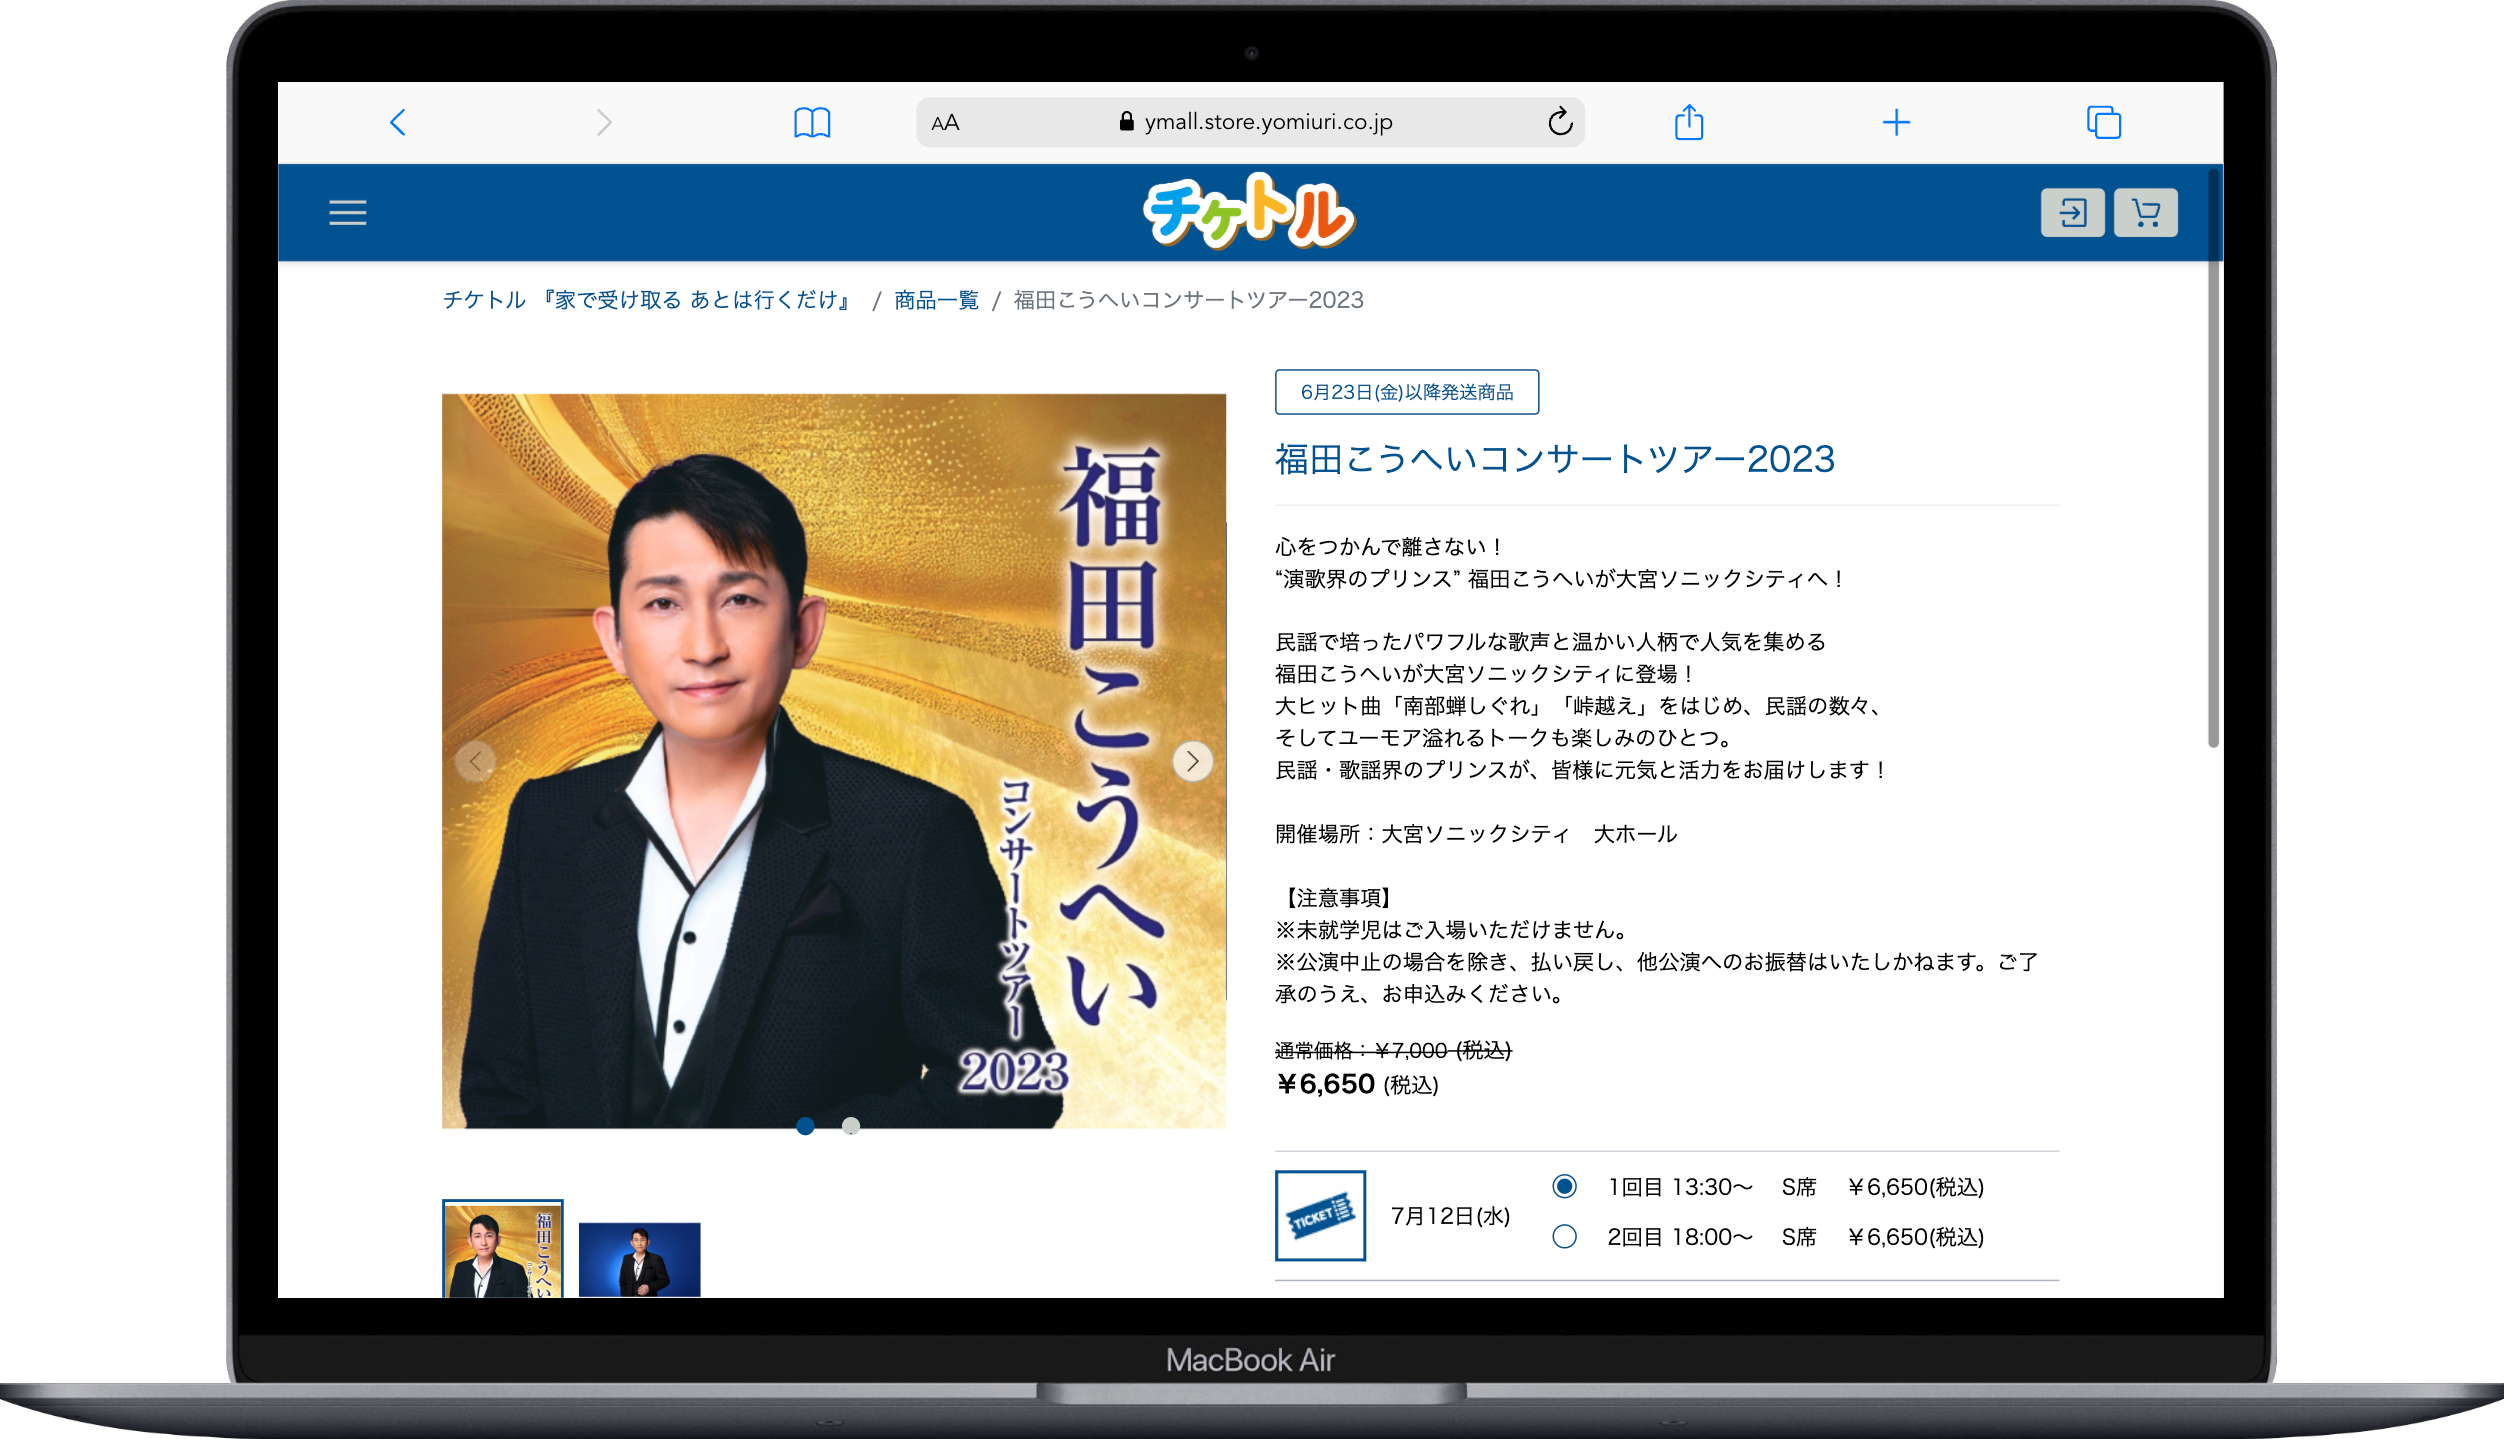 AA
ymall.store.yomiuri.co.jp
チケトル
チケトル 『家で受け取る あとは行くだけ』 / 商品一覧 / 福田こうへいコンサートツアー2023
福田こうへい
コンサートツアー
2023
6月23日(金)以降発送商品
福田こうへいコンサートツアー2023
心をつかんで離さない！
“演歌界のプリンス” 福田こうへいが大宮ソニックシティへ！
民謡で培ったパワフルな歌声と温かい人柄で人気を集める
福田こうへいが大宮ソニックシティに登場！
大ヒット曲「南部蝉しぐれ」「峠越え」をはじめ、民謡の数々、
そしてユーモア溢れるトークも楽しみのひとつ。
民謡・歌謡界のプリンスが、皆様に元気と活力をお届けします！
開催場所：大宮ソニックシティ　大ホール
【注意事項】
※未就学児はご入場いただけません。
※公演中止の場合を除き、払い戻し、他公演へのお振替はいたしかねます。ご了
承のうえ、お申込みください。
通常価格：￥7,000 (税込)
￥6,650 (税込)
TICKET
7月12日(水)
1回目 13:30〜　S席　￥6,650(税込)
2回目 18:00〜　S席　￥6,650(税込)
福田こうへい
MacBook Air